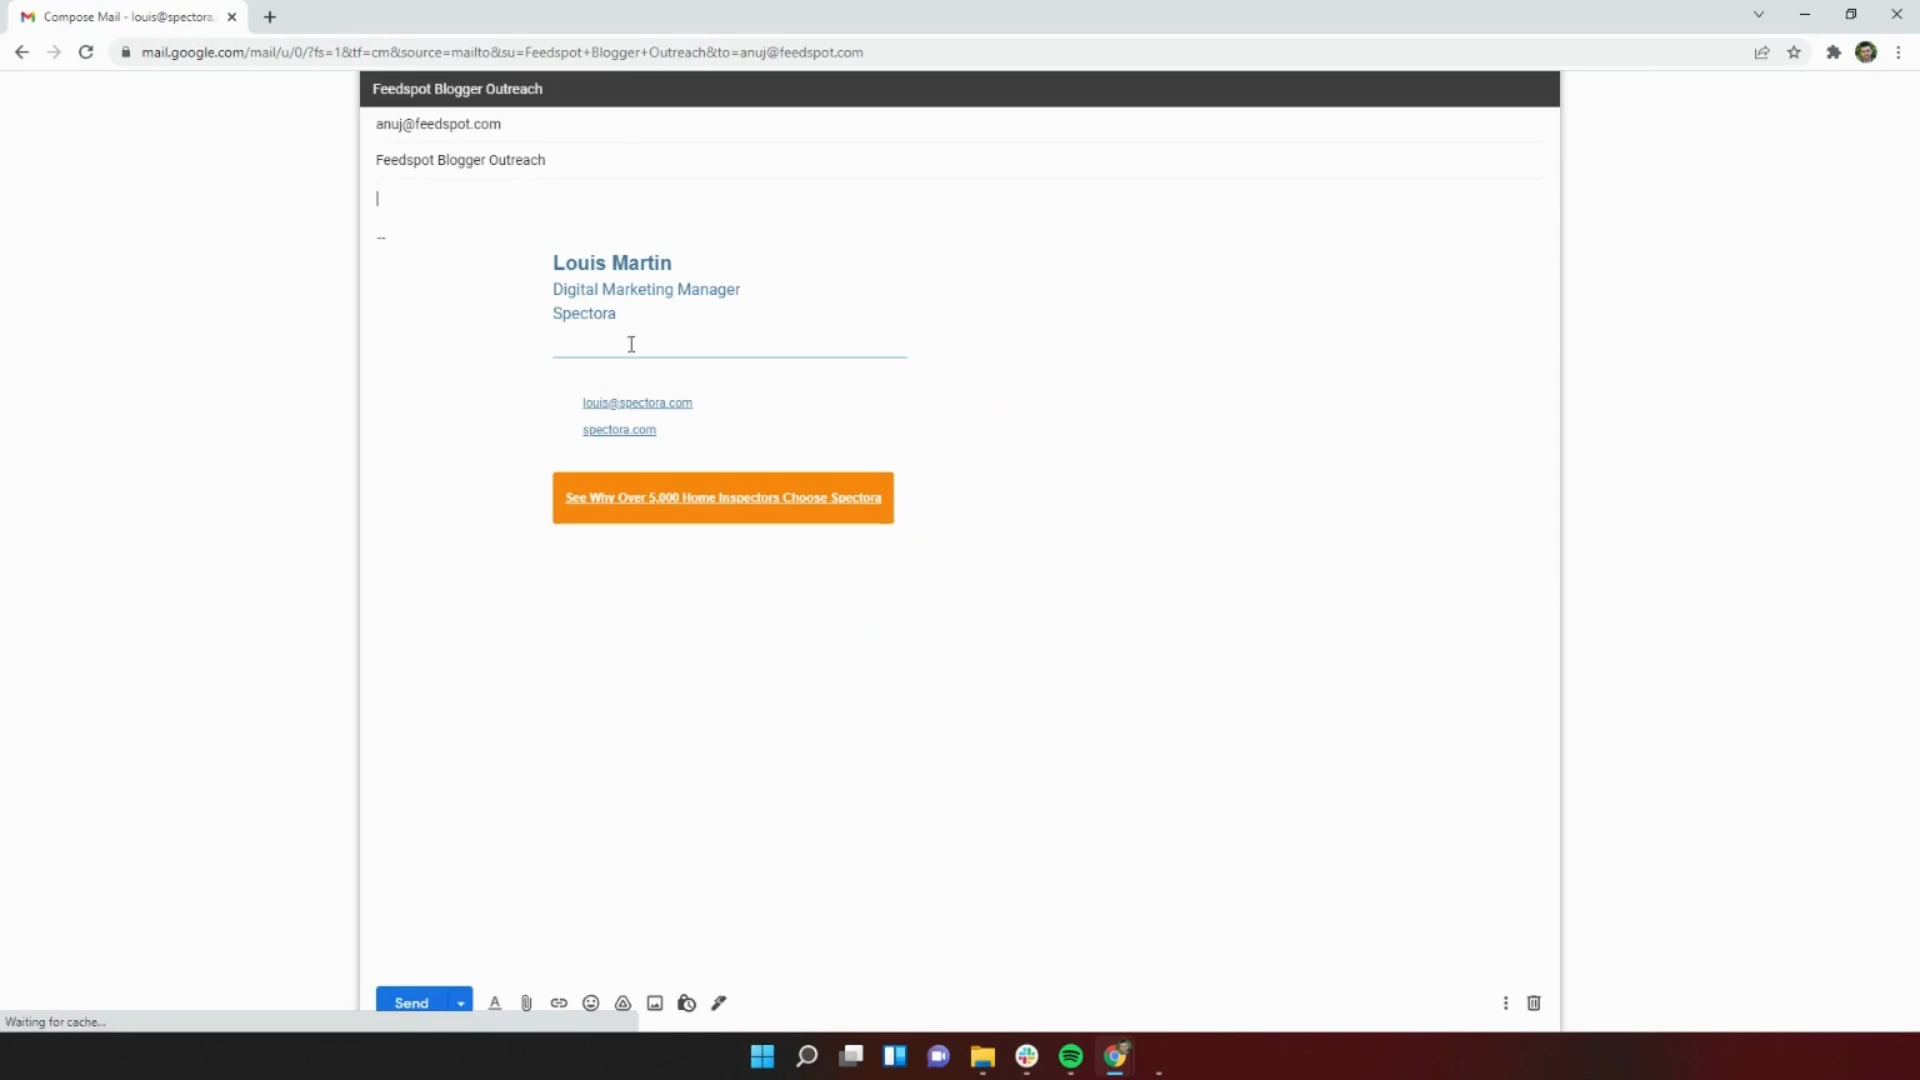 Compose Mail - louis@spectora.
mail.google.com/mail/u/0/?fs=1&tf=cm&source=mailto&su=Feedspot+Blogger+Outreach&to=anuj@feedspot.com
Feedspot Blogger Outreach
anuj@feedspot.com
Feedspot Blogger Outreach
--
Louis Martin
Digital Marketing Manager
Spectora
louis@spectora.com
spectora.com
See Why Over 5,000 Home Inspectors Choose Spectora
Send
Waiting for cache...